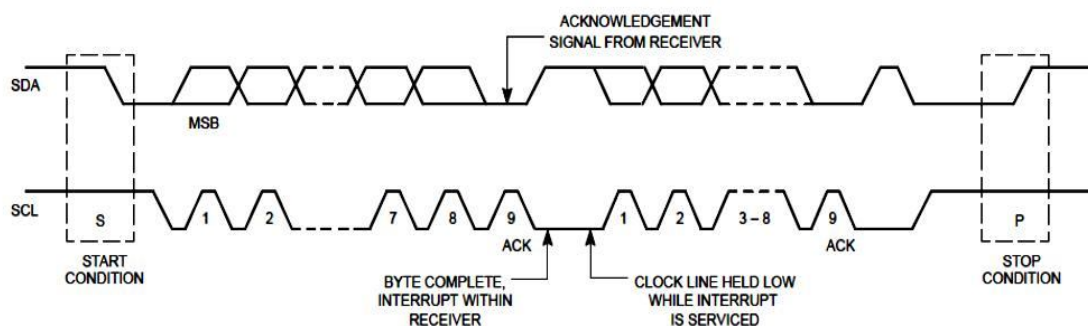 ACKNOWLEDGEMENT
SIGNAL FROM RECEIVER
SDA
MSB
SCL
S
1
2
7
8
9
1
2
3 – 8
9
P
ACK
ACK
START
CONDITION
BYTE COMPLETE,
INTERRUPT WITHIN
RECEIVER
CLOCK LINE HELD LOW
WHILE INTERRUPT
IS SERVICED
STOP
CONDITION